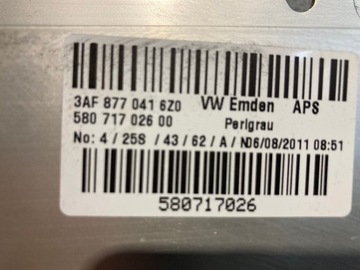 3AF 877 041 6Z0 VW Emden APS
580 717 026 00 Perlgrau
No: 4 / 25S / 43 / 62 / A / N06/08/2011 08:51
580717026